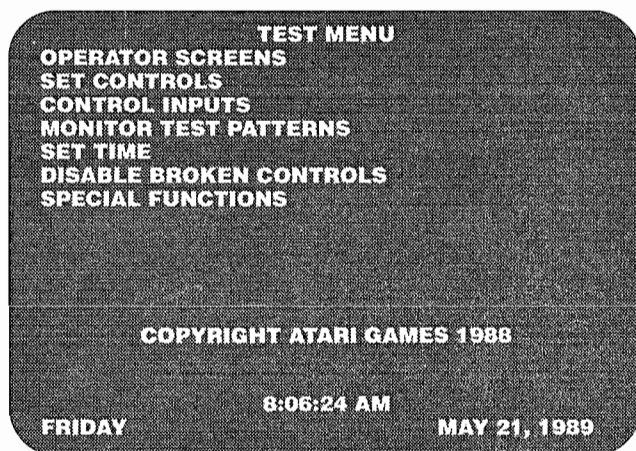 TEST MENU
OPERATOR SCREENS
SET CONTROLS
CONTROL INPUTS
MONITOR TEST PATTERNS
SET TIME
DISABLE BROKEN CONTROLS
SPECIAL FUNCTIONS
COPYRIGHT ATARI GAMES 1988
8:06:24 AM
FRIDAY MAY 21, 1989